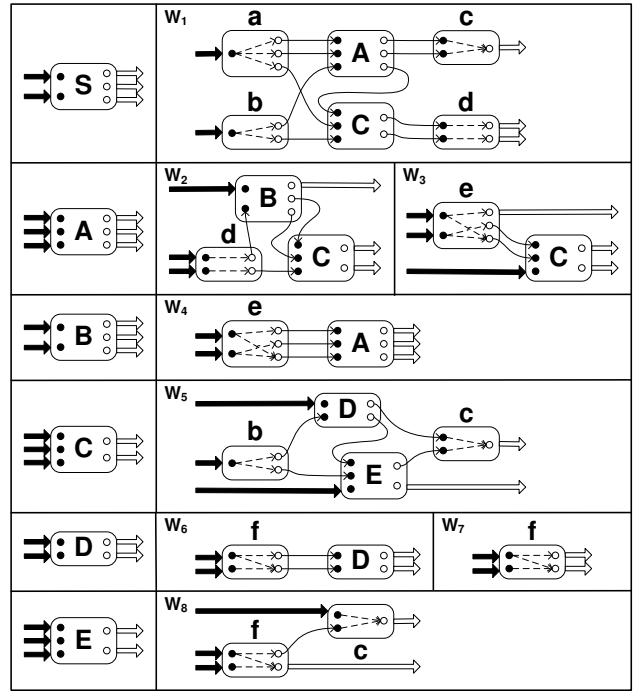 S W₁ a A c b C d
A W₂ B d C W₃ e C
B W₄ e A
C W₅ D b c E
D W₆ f D W₇ f
E W₈ f c